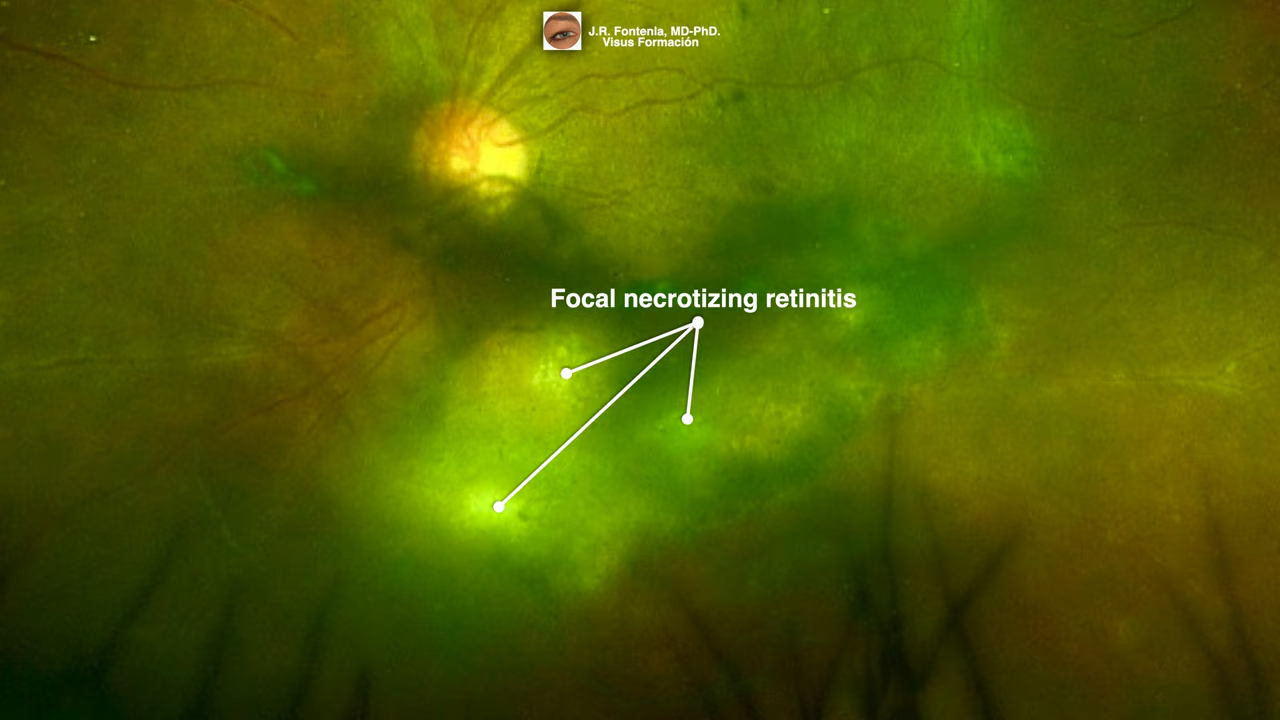 J.R. Fontenla, MD-PhD.
Visus Formación
Focal necrotizing retinitis